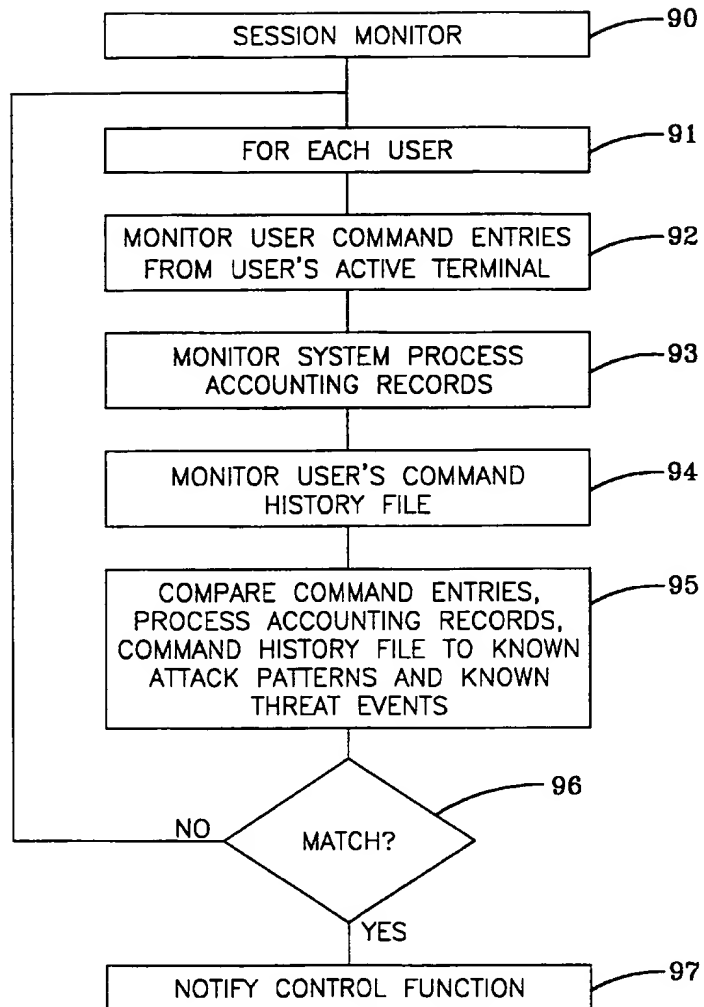 SESSION MONITOR
90
FOR EACH USER
91
MONITOR USER COMMAND ENTRIES
FROM USER'S ACTIVE TERMINAL
92
MONITOR SYSTEM PROCESS
ACCOUNTING RECORDS
93
MONITOR USER'S COMMAND
HISTORY FILE
94
COMPARE COMMAND ENTRIES,
PROCESS ACCOUNTING RECORDS,
COMMAND HISTORY FILE TO KNOWN
ATTACK PATTERNS AND KNOWN
THREAT EVENTS
95
96
NO
MATCH?
YES
NOTIFY CONTROL FUNCTION
97